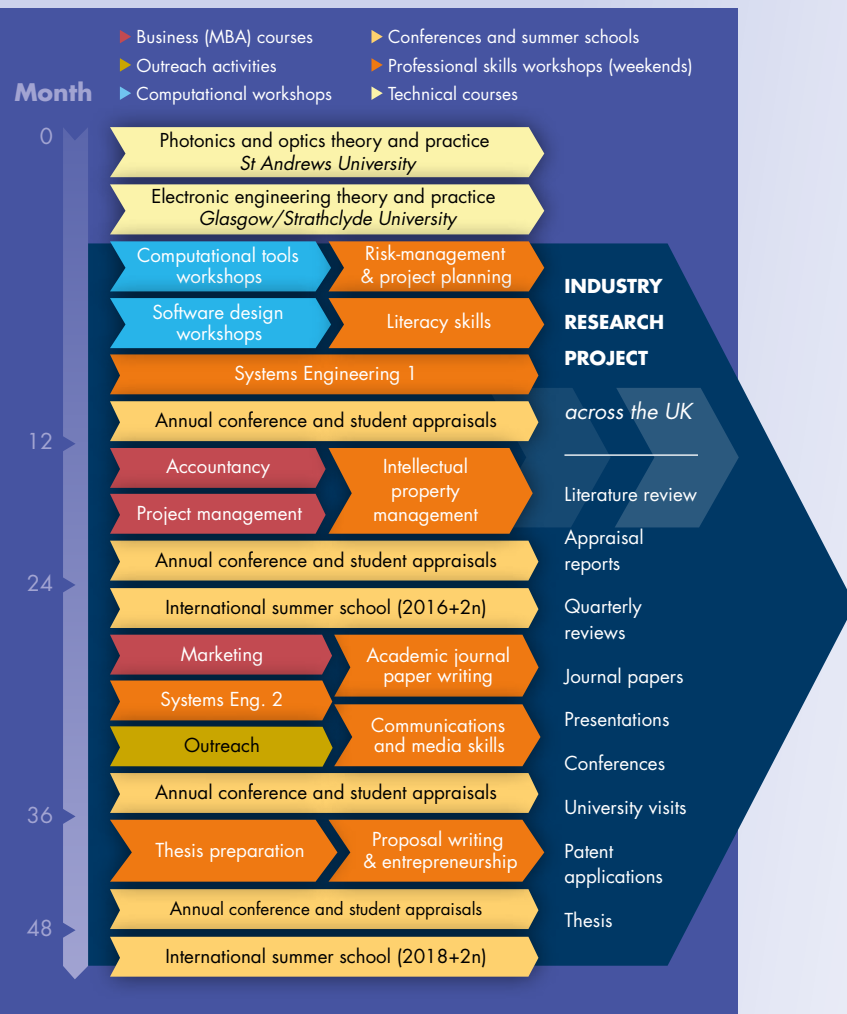 Business (MBA) courses
Outreach activities
Computational workshops
Conferences and summer schools
Professional skills workshops (weekends)
Technical courses
Month
0
Photonics and optics theory and practice
St Andrews University
Electronic engineering theory and practice
Glasgow/Strathclyde University
Computational tools
workshops
Risk-management
& project planning
Software design
workshops
Literacy skills
Systems Engineering 1
Annual conference and student appraisals
12
Accountancy
Project management
Intellectual
property
management
Annual conference and student appraisals
24
International summer school (2016+2n)
Marketing
Systems Eng. 2
Outreach
Academic journal
paper writing
Communications
and media skills
Annual conference and student appraisals
36
Thesis preparation
Proposal writing
& entrepreneurship
Annual conference and student appraisals
48
International summer school (2018+2n)
INDUSTRY
RESEARCH
PROJECT
across the UK
Literature review
Appraisal
reports
Quarterly
reviews
Journal papers
Presentations
Conferences
University visits
Patent
applications
Thesis